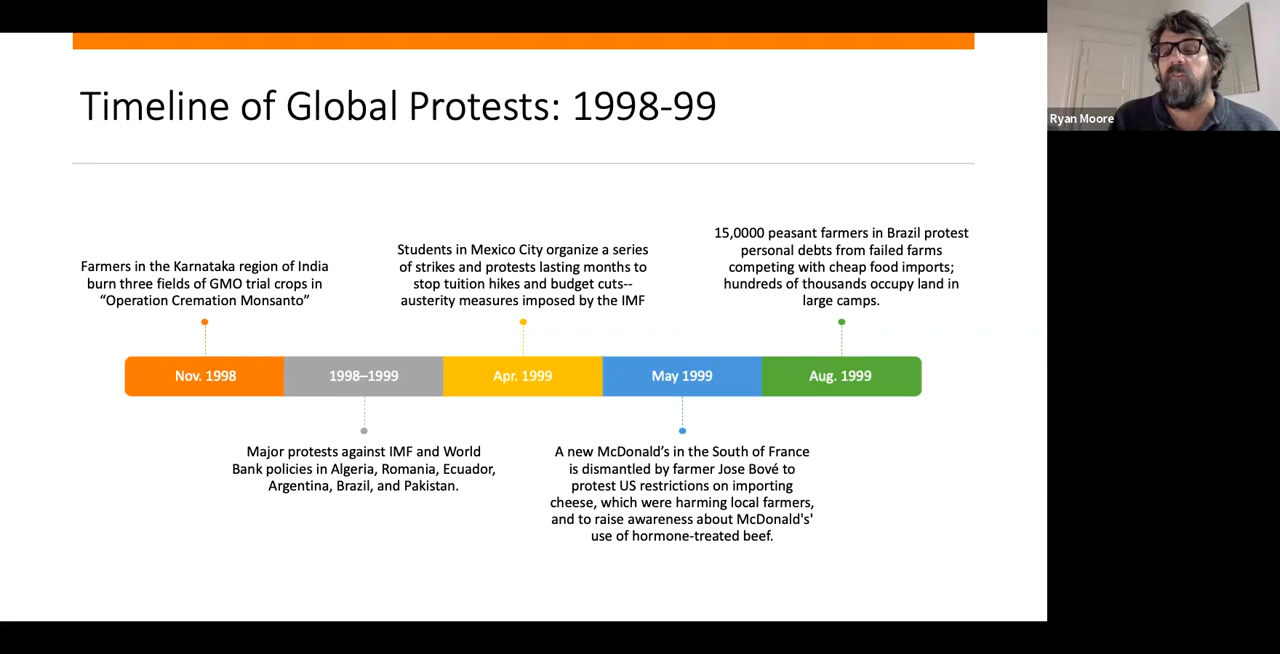 Timeline of Global Protests: 1998-99
Ryan Moore
Farmers in the Karnataka region of India
burn three fields of GMO trial crops in
“Operation Cremation Monsanto”
Students in Mexico City organize a series
of strikes and protests lasting months to
stop tuition hikes and budget cuts--
austerity measures imposed by the IMF
15,0000 peasant farmers in Brazil protest
personal debts from failed farms
competing with cheap food imports;
hundreds of thousands occupy land in
large camps.
Nov. 1998
1998–1999
Apr. 1999
May 1999
Aug. 1999
Major protests against IMF and World
Bank policies in Algeria, Romania, Ecuador,
Argentina, Brazil, and Pakistan.
A new McDonald’s in the South of France
is dismantled by farmer Jose Bové to
protest US restrictions on importing
cheese, which were harming local farmers,
and to raise awareness about McDonald's'
use of hormone-treated beef.